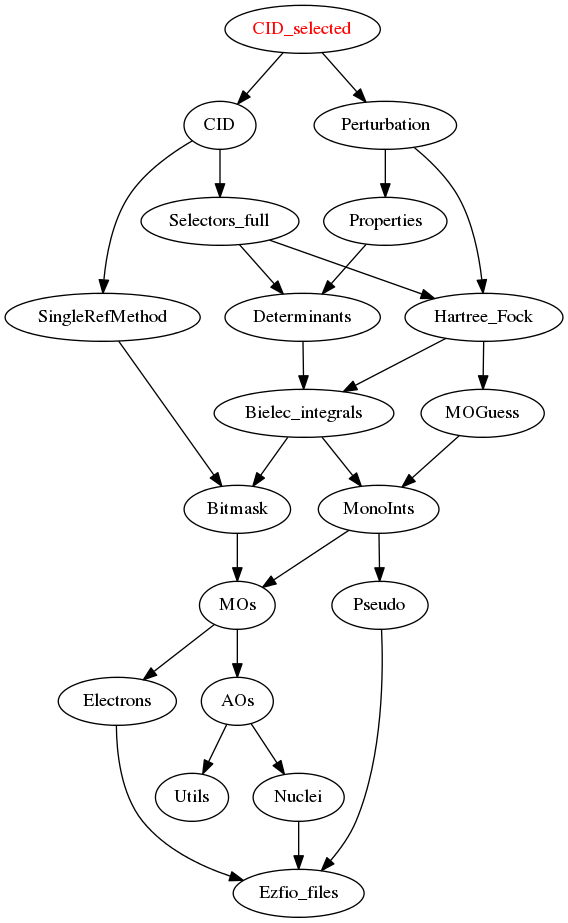 CID_selected
CID
Perturbation
Selectors_full
Properties
SingleRefMethod
Determinants
Hartree_Fock
Bielec_integrals
MOGuess
Bitmask
MonoInts
MOs
Pseudo
Electrons
AOs
Utils
Nuclei
Ezfio_files